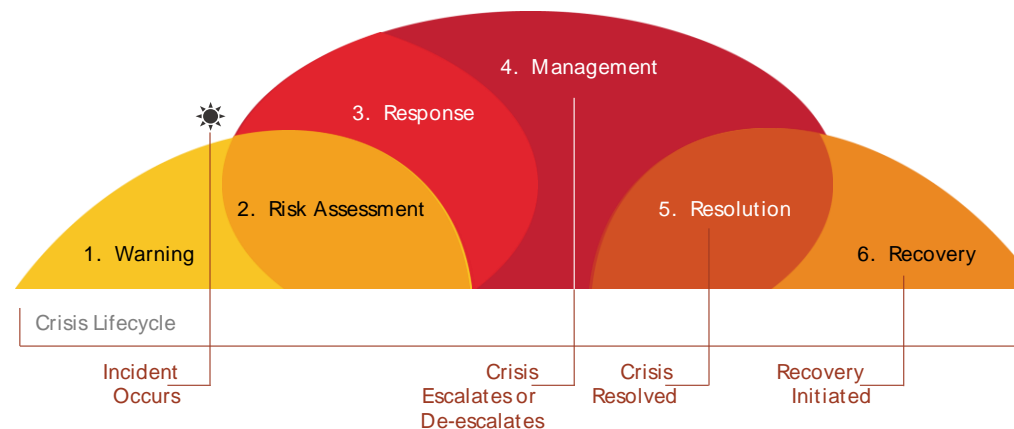 4. Management
3. Response
2. Risk Assessment
5. Resolution
1. Warning
6. Recovery
Crisis Lifecycle
Incident
Occurs
Crisis
Escalates or
De-escalates
Crisis
Resolved
Recovery
Initiated